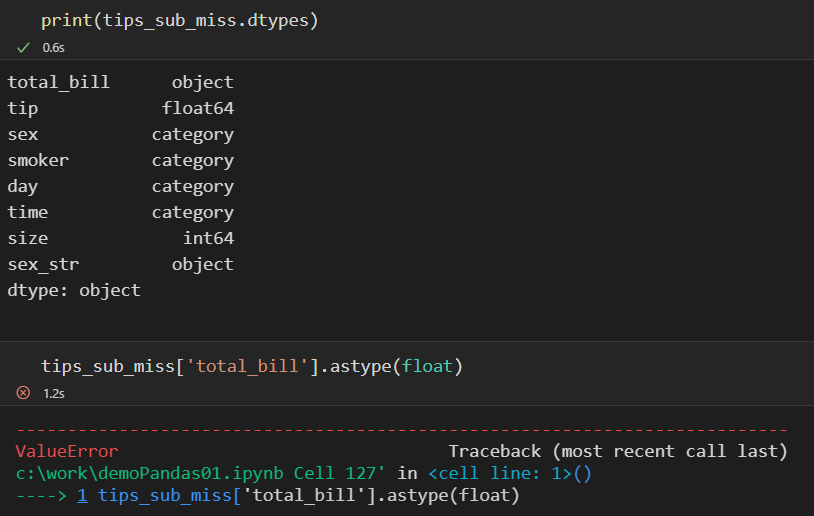 print(tips_sub_miss.dtypes)
0.6s
total_bill      object
tip            float64
sex           category
smoker        category
day           category
time          category
size             int64
sex_str         object
dtype: object
tips_sub_miss['total_bill'].astype(float)
1.2s
---------------------------------------------------------------------------
ValueError                                Traceback (most recent call last)
c:\work\demoPandas01.ipynb Cell 127' in <cell line: 1>()
----> 1 tips_sub_miss['total_bill'].astype(float)